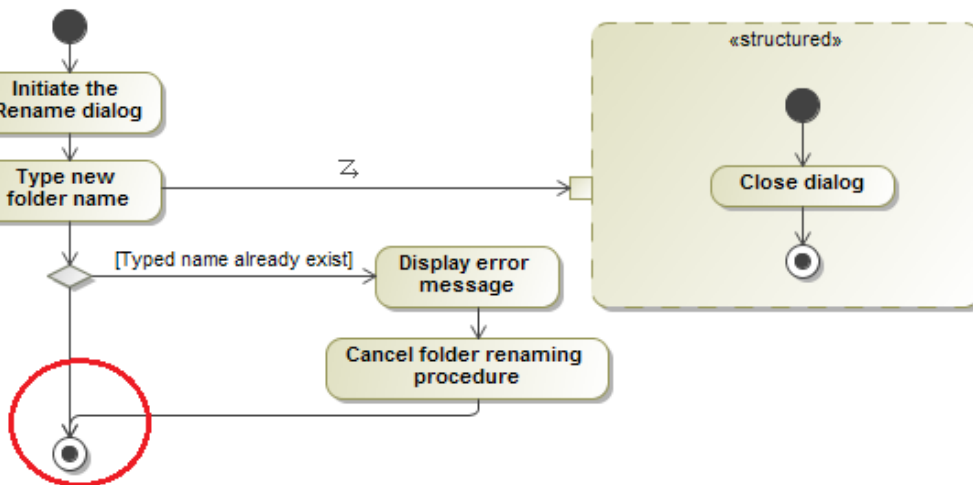 «structured»
Initiate the
Rename dialog
Type new
folder name
Close dialog
[Typed name already exist]
Display error
message
Cancel folder renaming
procedure